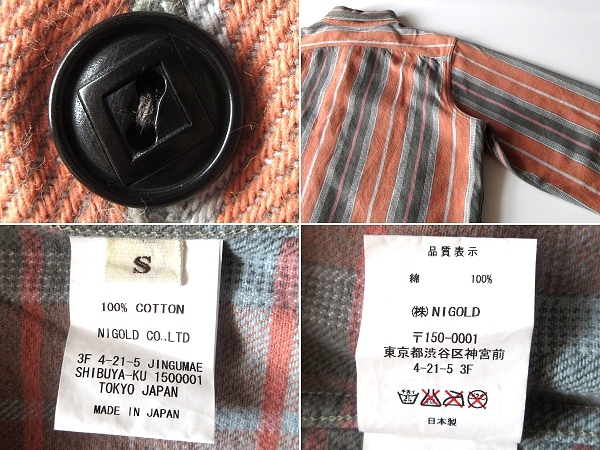 S
100% COTTON
NIGOLD CO.,LTD
3F 4-21-5 JINGUMAE
SHIBUYA-KU 1500001
TOKYO JAPAN
MADE IN JAPAN
品質表示
綿 100%
(株)NIGOLD
〒150-0001
東京都渋谷区神宮前
4-21-5 3F
日本製